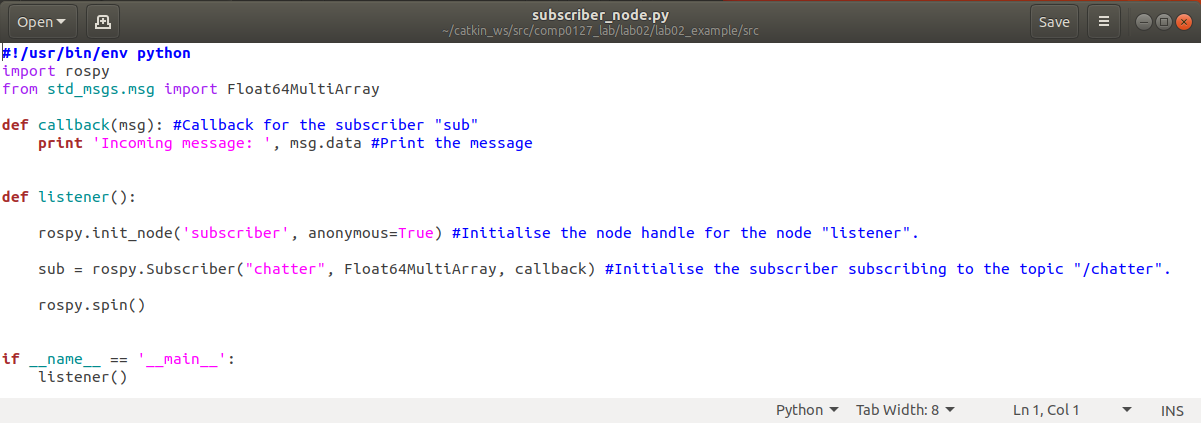 Open
subscriber_node.py
~/catkin_ws/src/comp0127_lab/lab02/lab02_example/src
Save
#!/usr/bin/env python
import rospy
from std_msgs.msg import Float64MultiArray
def callback(msg): #Callback for the subscriber "sub"
    print 'Incoming message: ', msg.data #Print the message
def listener():
    rospy.init_node('subscriber', anonymous=True) #Initialise the node handle for the node "listener".
    sub = rospy.Subscriber("chatter", Float64MultiArray, callback) #Initialise the subscriber subscribing to the topic "/chatter".
    rospy.spin()
if __name__ == '__main__':
    listener()
Python Tab Width: 8 Ln 1, Col 1 INS